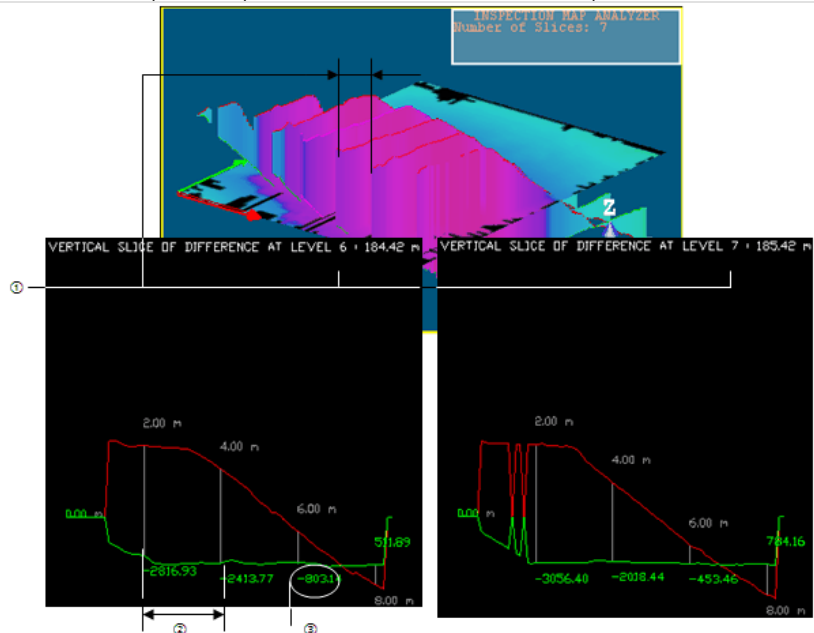 INSPECTION MAP ANALYZER
Number of Slices: 7
Z
VERTICAL SLICE OF DIFFERENCE AT LEVEL 6 : 184.42 m
VERTICAL SLICE OF DIFFERENCE AT LEVEL 7 : 185.42 m
①
2.00 m
4.00 m
6.00 m
0.00 m
511.89
-2816.93
-2413.77
-803.14
8.00 m
②
③
2.00 m
4.00 m
6.00 m
0.00 m
784.16
-3056.40
-2018.44
-453.46
8.00 m